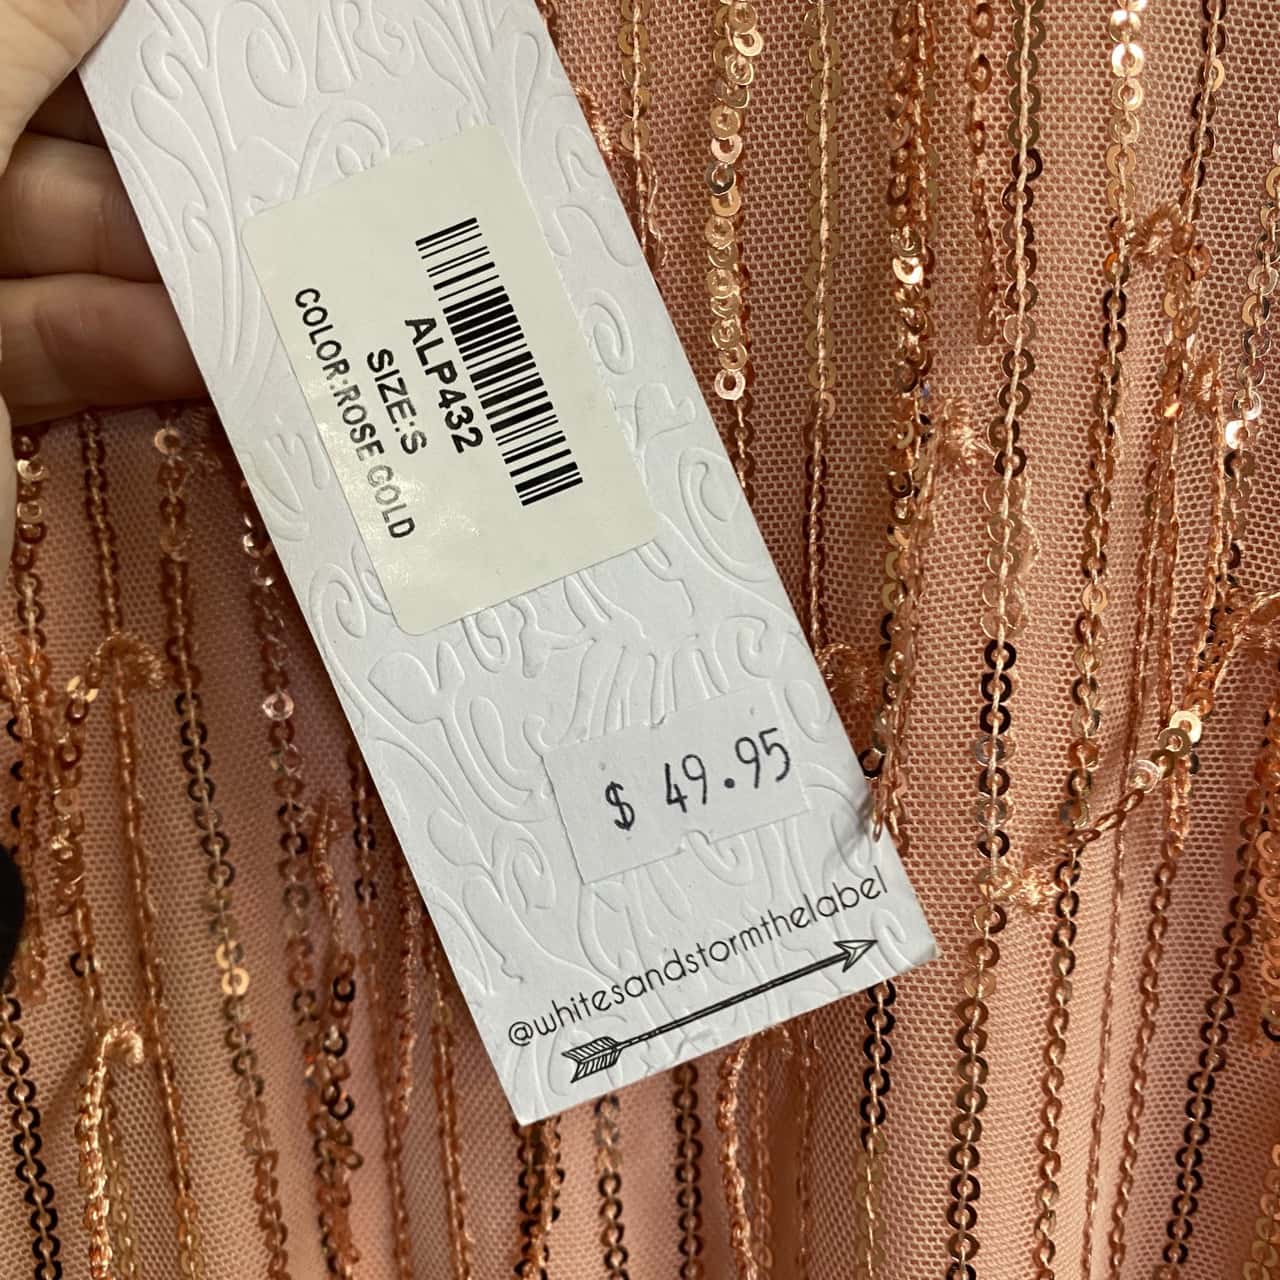 ALP432
SIZE:S
COLOR:ROSE GOLD
$ 49.95
@whitesandstormthelabel